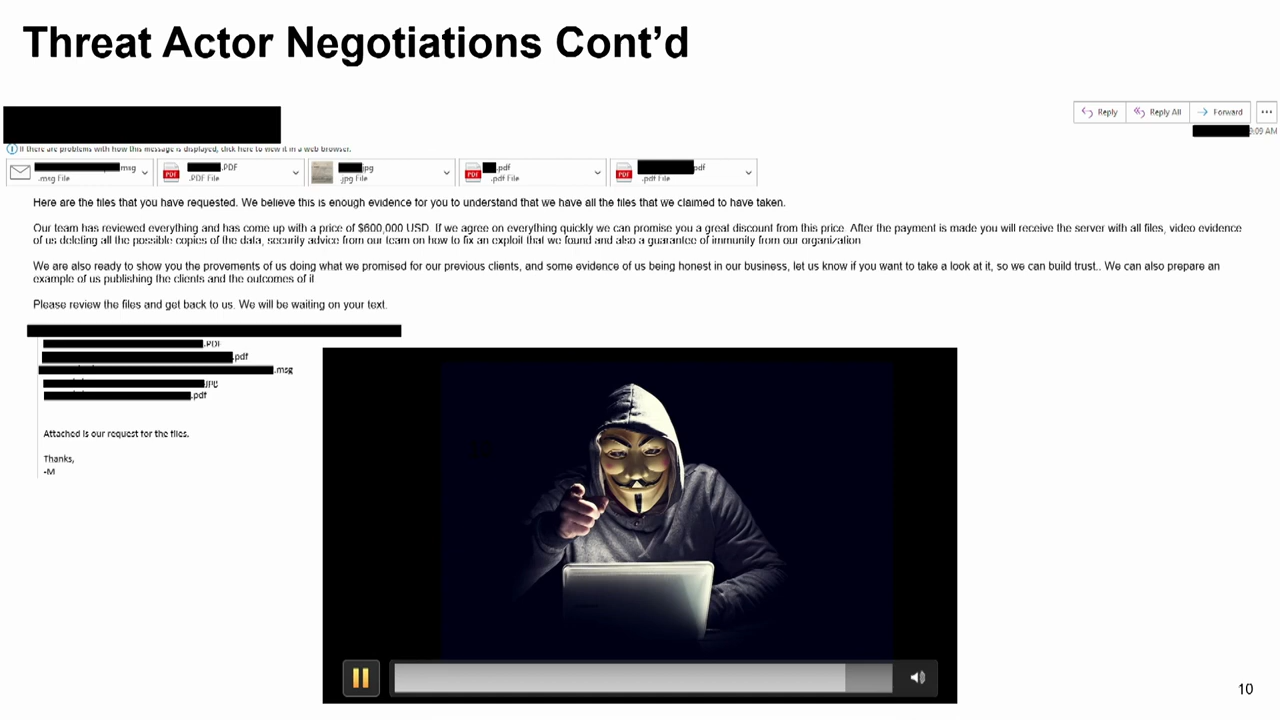 Threat Actor Negotiations Cont’d
Reply
Reply All
Forward
9:09 AM
If there are problems with how this message is displayed, click here to view it in a web browser.
.msg
.msg File
.PDF
.PDF File
.jpg
.jpg File
.pdf
.pdf File
.pdf
.pdf File
Here are the files that you have requested. We believe this is enough evidence for you to understand that we have all the files that we claimed to have taken.
Our team has reviewed everything and has come up with a price of $600,000 USD. If we agree on everything quickly we can promise you a great discount from this price. After the payment is made you will receive the server with all files, video evidence
of us deleting all the possible copies of the data, security advice from our team on how to fix an exploit that we found and also a guarantee of immunity from our organization
We are also ready to show you the provements of us doing what we promised for our previous clients, and some evidence of us being honest in our business, let us know if you want to take a look at it, so we can build trust.. We can also prepare an
example of us publishing the clients and the outcomes of it
Please review the files and get back to us. We will be waiting on your text.
.PDF
.pdf
.msg
.jpg
.pdf
Attached is our request for the files.
Thanks,
-M
10